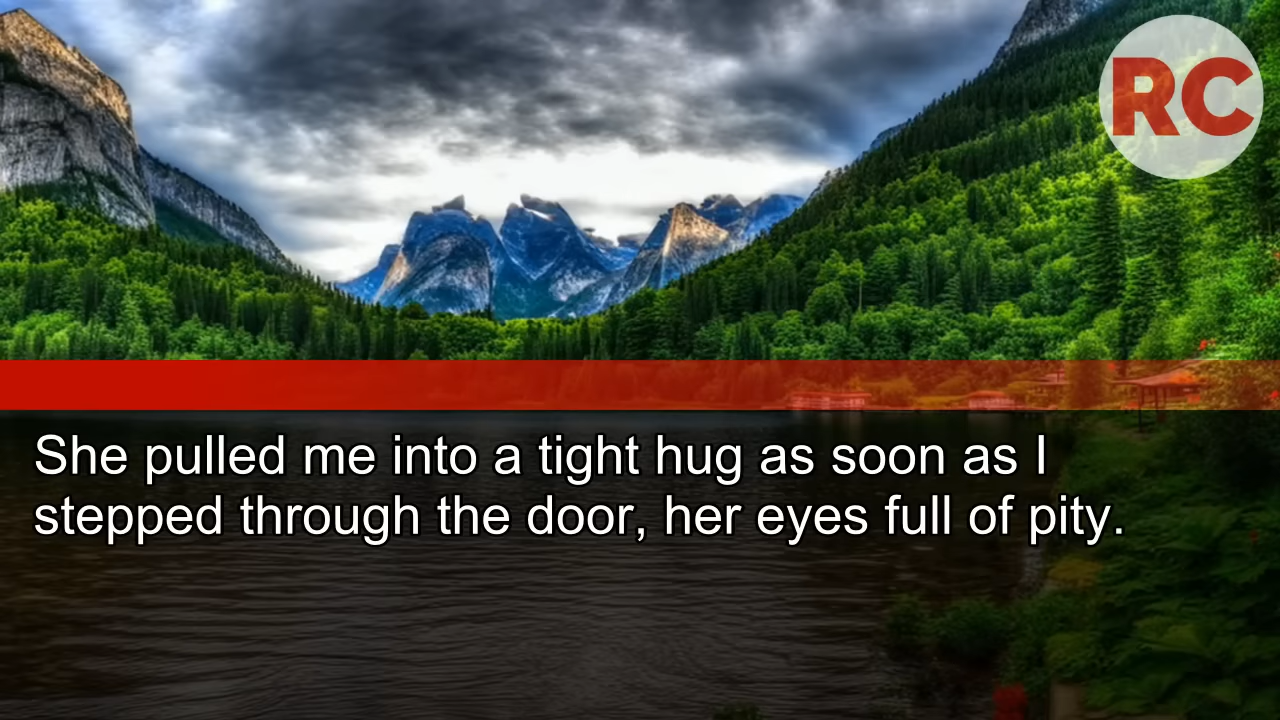 RC
She pulled me into a tight hug as soon as I
stepped through the door, her eyes full of pity.